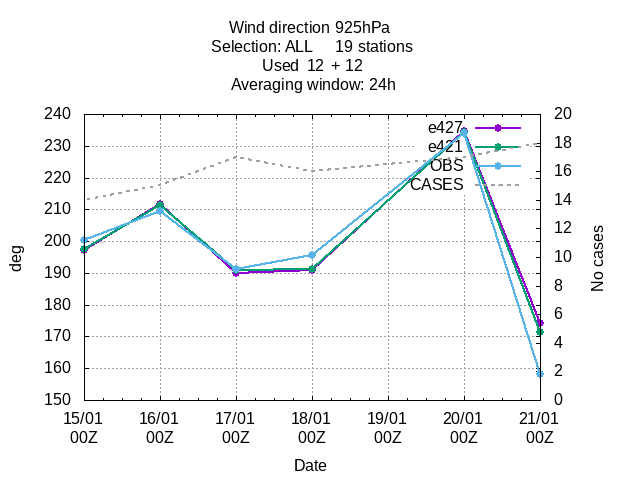 Wind direction 925hPa
Selection: ALL 19 stations
Used 12 + 12
Averaging window: 24h
240
230
220
210
200
190
180
170
160
150
deg
20
18
16
14
12
10
8
6
4
2
0
No cases
e427
e421
OBS
CASES
15/01 16/01 17/01 18/01 19/01 20/01 21/01
00Z 00Z 00Z 00Z 00Z 00Z 00Z
Date